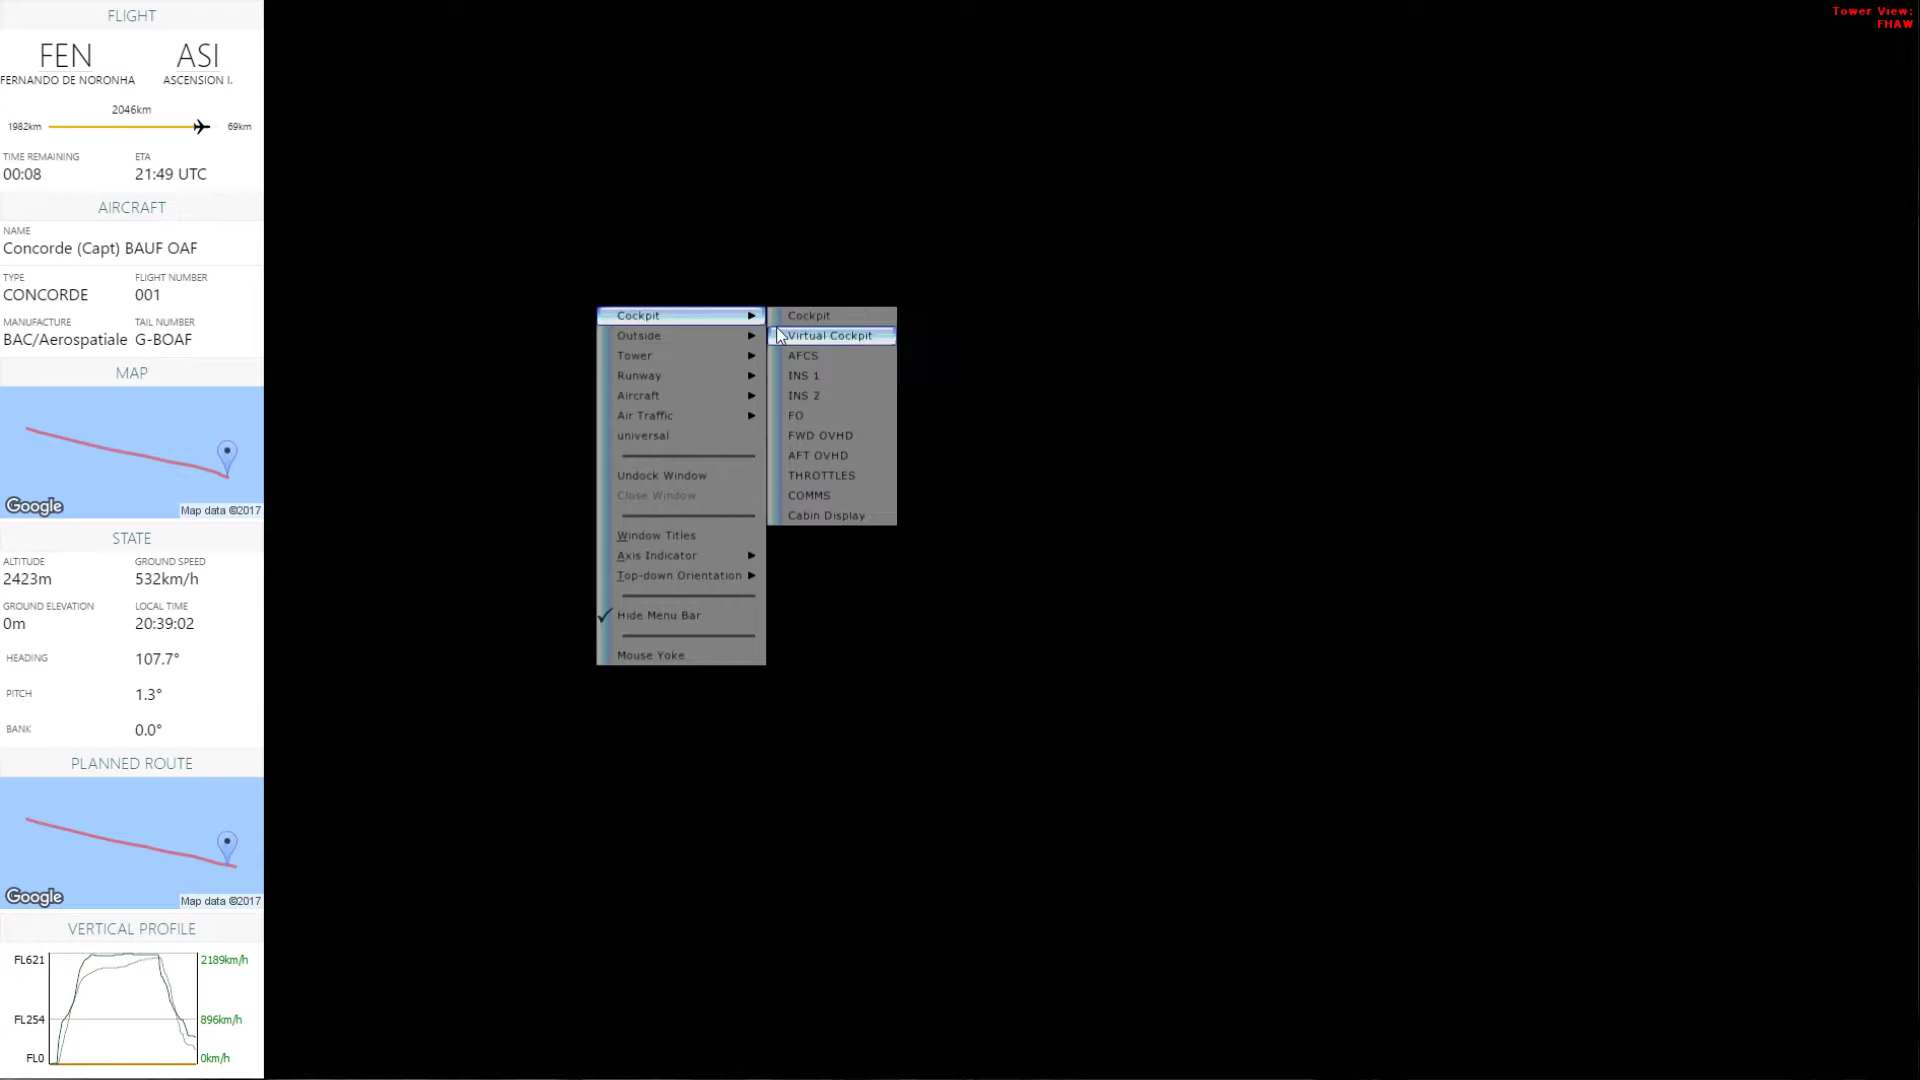 FLIGHT
FEN ASI
FERNANDO DE NORONHA ASCENSION I.
2046km
1982km 69km
TIME REMAINING ETA
00:08 21:49 UTC
AIRCRAFT
NAME
Concorde (Capt) BAUF OAF
TYPE FLIGHT NUMBER
CONCORDE 001
MANUFACTURE TAIL NUMBER
BAC/Aerospatiale G-BOAF
MAP
Google Map data ©2017
STATE
ALTITUDE GROUND SPEED
2423m 532km/h
GROUND ELEVATION LOCAL TIME
0m 20:39:02
HEADING 107.7°
PITCH 1.3°
BANK 0.0°
PLANNED ROUTE
Google Map data ©2017
VERTICAL PROFILE
FL621 2189km/h
FL254 896km/h
FL0 0km/h
Cockpit
Outside
Tower
Runway
Aircraft
Air Traffic
universal
Undock Window
Close Window
Window Titles
Axis Indicator
Top-down Orientation
Hide Menu Bar
Mouse Yoke
Cockpit
Virtual Cockpit
AFCS
INS 1
INS 2
FO
FWD OVHD
AFT OVHD
THROTTLES
COMMS
Cabin Display
Tower View:
FHAW